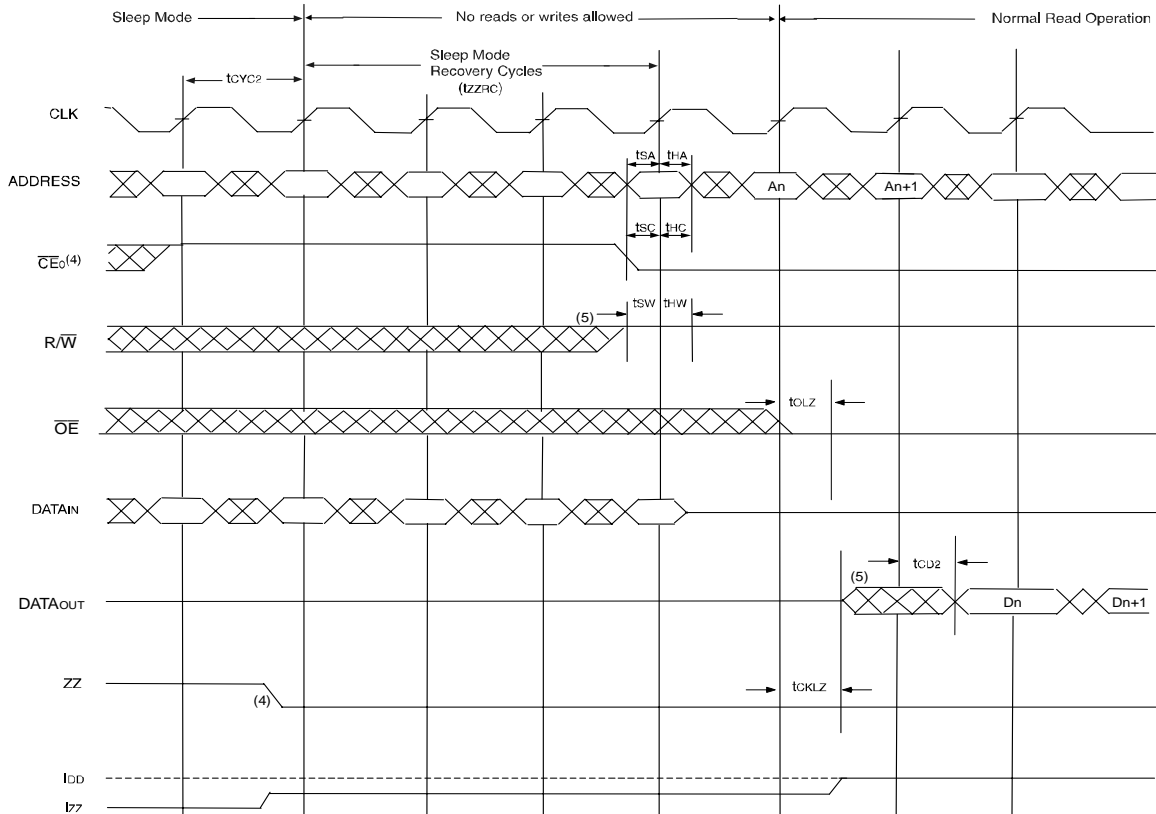 Sleep Mode No reads or writes allowed Normal Read Operation
Sleep Mode
Recovery Cycles
(tZZRC)
tCYC2
CLK
tSA tHA
ADDRESS An An+1
tSC tHC
CE0(4)
tSW tHW
(5)
R/W
tOLZ
OE
DATAIN
(5) tCD2
DATAOUT Dn Dn+1
ZZ (4) tCKLZ
IDD
IZZ